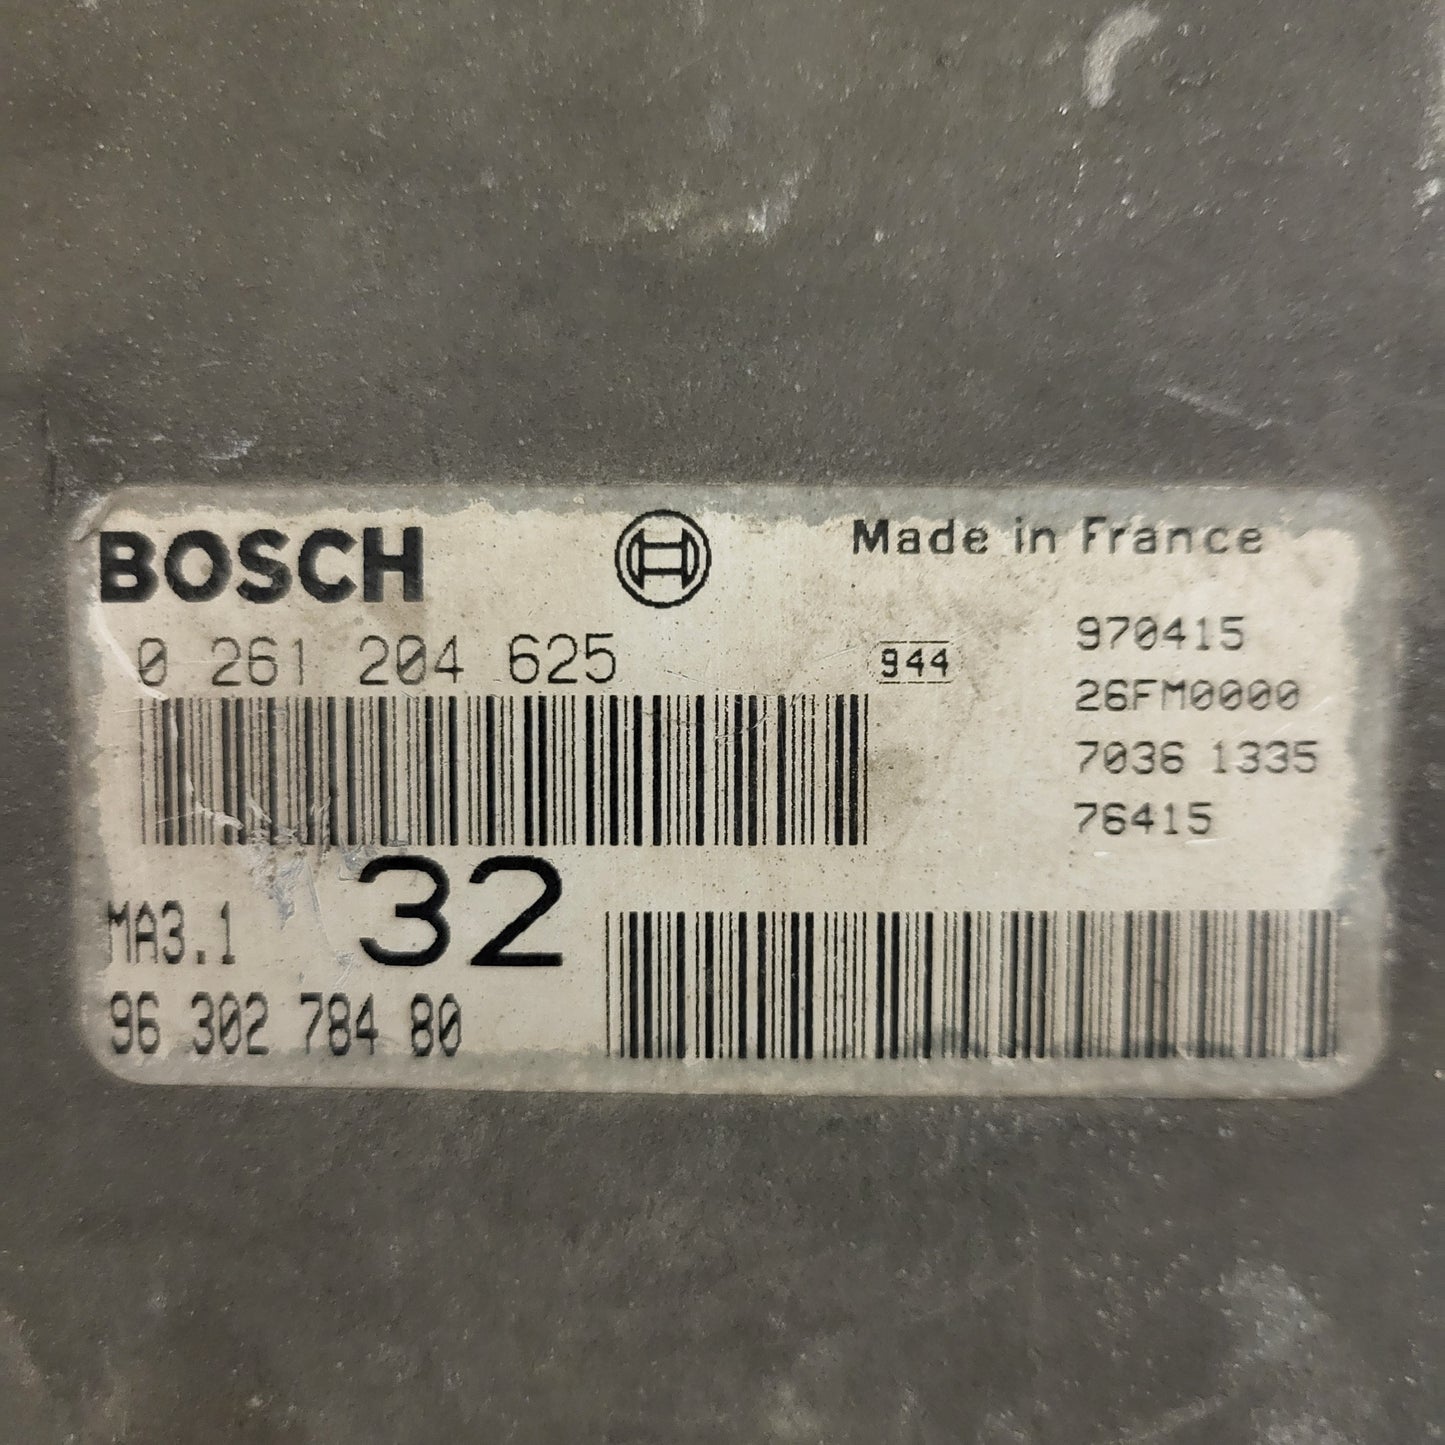 BOSCH
Made in France
0 261 204 625
944
970415
26FM0000
7036 1335
76415
MA3.1
32
96 302 784 80